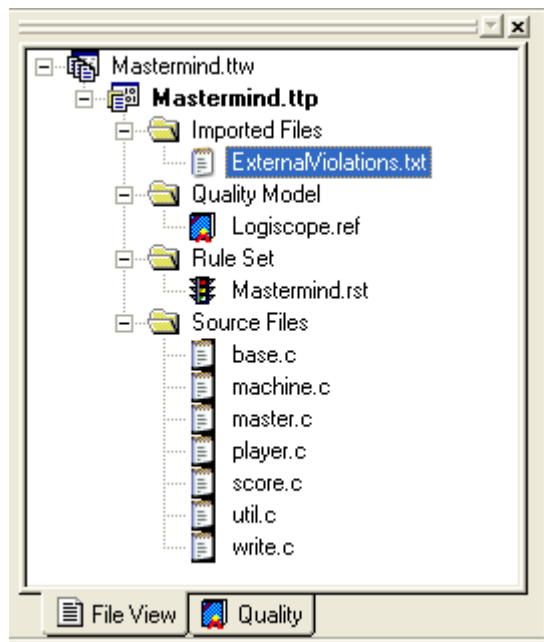 Mastermind.ttw
Mastermind.ttp
Imported Files
ExternalViolations.txt
Quality Model
Logiscope.ref
Rule Set
Mastermind.rst
Source Files
base.c
machine.c
master.c
player.c
score.c
util.c
write.c
File View Quality